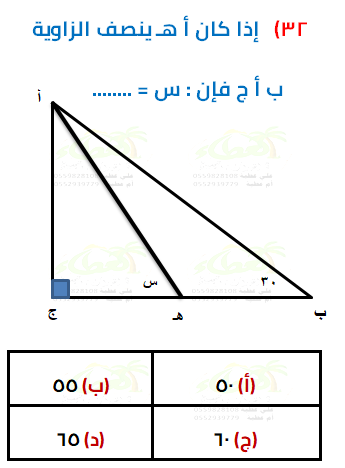 ٣٢) إذا كان أ هـ ينصف الزاوية
ب أ ج فإن : س = ........
أ
٣٠
س
ب
هـ
ج
(أ) ٥٠
(ب) ٥٥
(ج) ٦٠
(د) ٦٥